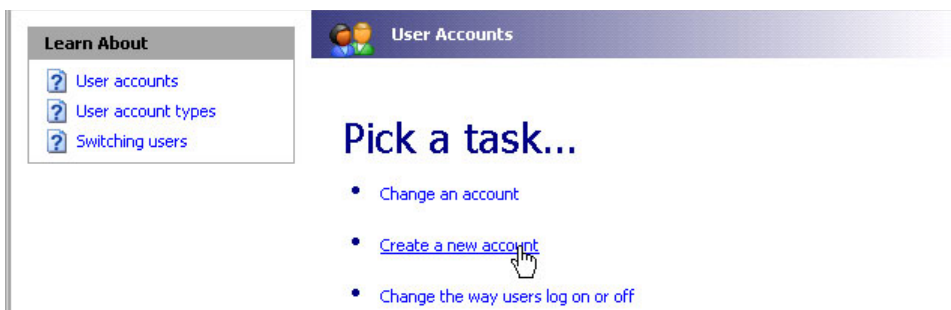 Learn About
User accounts
User account types
Switching users
User Accounts
Pick a task...
Change an account
Create a new account
Change the way users log on or off